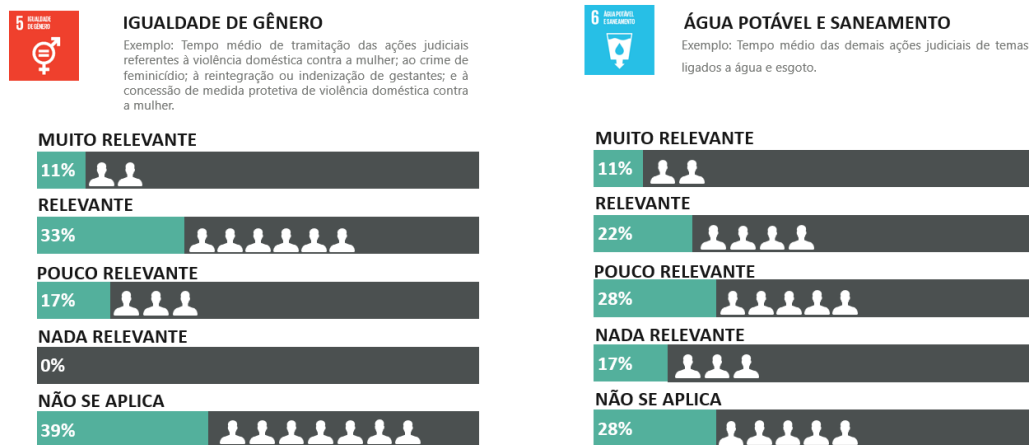 5 IGUALDADE
DE GÊNERO
IGUALDADE DE GÊNERO
Exemplo: Tempo médio de tramitação das ações judiciais
referentes à violência doméstica contra a mulher; ao crime de
feminicídio; à reintegração ou indenização de gestantes; e à
concessão de medida protetiva de violência doméstica contra
a mulher.
MUITO RELEVANTE
11%
RELEVANTE
33%
POUCO RELEVANTE
17%
NADA RELEVANTE
0%
NÃO SE APLICA
39%
6 ÁGUA POTÁVEL
E SANEAMENTO
ÁGUA POTÁVEL E SANEAMENTO
Exemplo: Tempo médio das demais ações judiciais de temas
ligados a água e esgoto.
MUITO RELEVANTE
11%
RELEVANTE
22%
POUCO RELEVANTE
28%
NADA RELEVANTE
17%
NÃO SE APLICA
28%